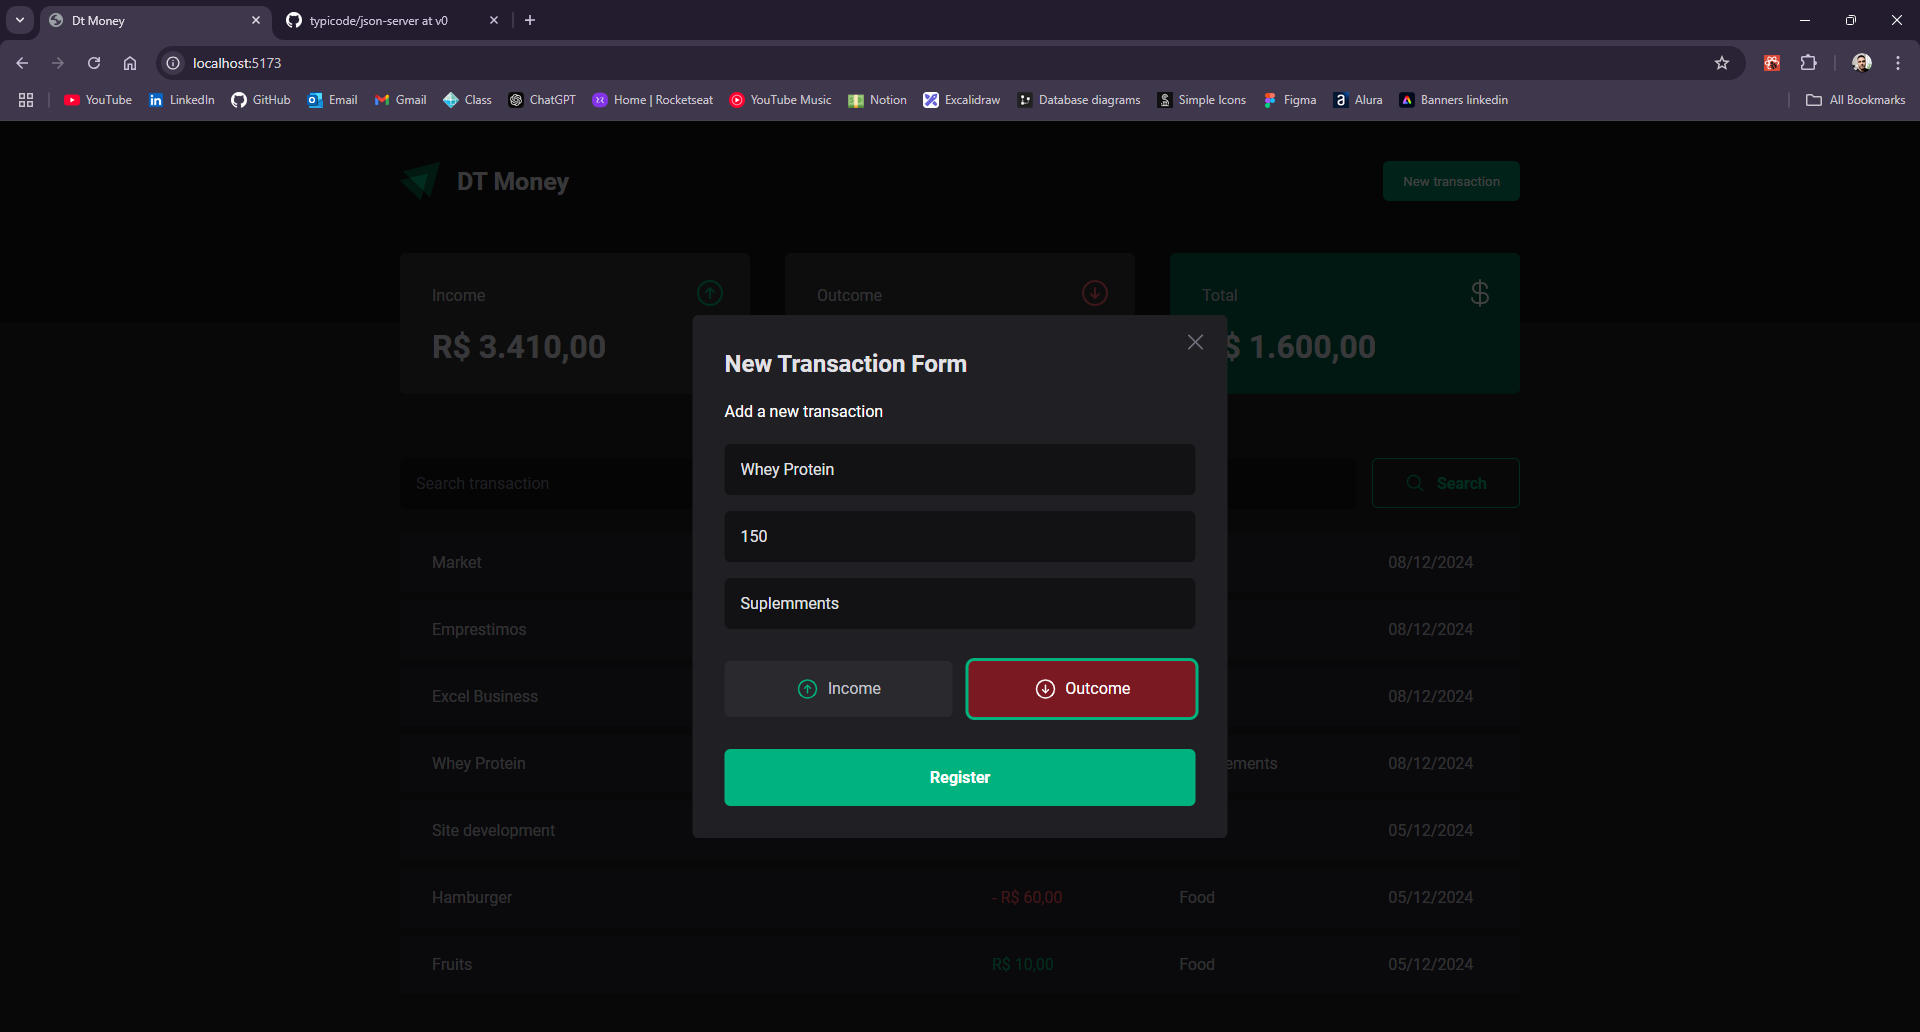 Dt Money
typicode/json-server at v0
localhost:5173
YouTube LinkedIn GitHub Email Gmail Class ChatGPT Home | Rocketseat YouTube Music Notion Excalidraw Database diagrams Simple Icons Figma Alura Banners linkedin All Bookmarks
DT Money
New transaction
Income Outcome Total
R$ 3.410,00 $ 1.600,00
New Transaction Form
Add a new transaction
Whey Protein
150
Suplemments
Income Outcome
Register
Search transaction Search
Market 08/12/2024
Emprestimos 08/12/2024
Excel Business 08/12/2024
Whey Protein ements 08/12/2024
Site development 05/12/2024
Hamburger - R$ 60,00 Food 05/12/2024
Fruits R$ 10,00 Food 05/12/2024